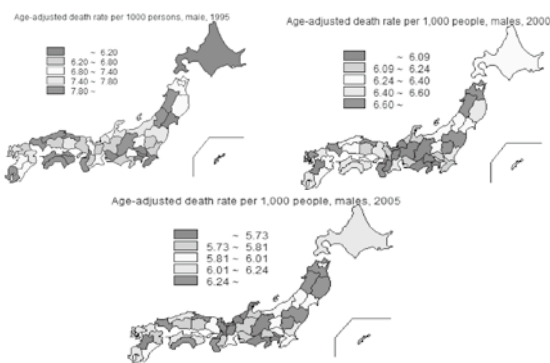 Age-adjusted death rate per 1000 persons, male, 1995
~ 6.20
6.20 ~ 6.80
6.80 ~ 7.40
7.40 ~ 7.80
7.80 ~
Age-adjusted death rate per 1,000 people, males, 2000
~ 6.09
6.09 ~ 6.24
6.24 ~ 6.40
6.40 ~ 6.60
6.60 ~
Age-adjusted death rate per 1,000 people, males, 2005
~ 5.73
5.73 ~ 5.81
5.81 ~ 6.01
6.01 ~ 6.24
6.24 ~